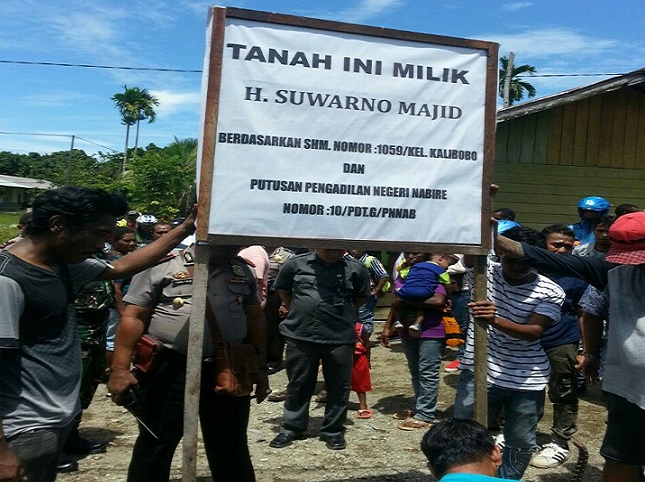 TANAH INI MILIK
H. SUWARNO MAJID
BERDASARKAN SHM. NOMOR :1059/KEL. KALIBOBO
DAN
PUTUSAN PENGADILAN NEGERI NABIRE
NOMOR :10/PDT.G/PNNAB